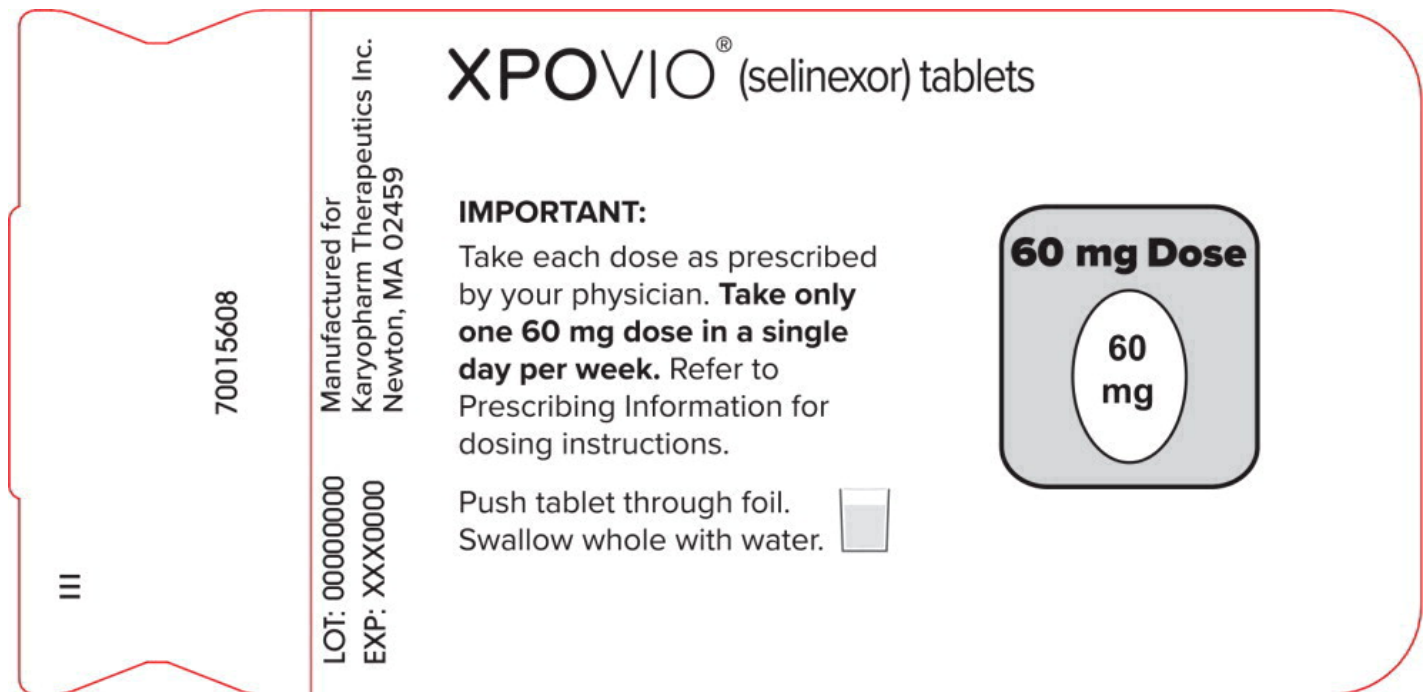 XPOVIO® (selinexor) tablets
IMPORTANT:
Take each dose as prescribed
by your physician. Take only
one 60 mg dose in a single
day per week. Refer to
Prescribing Information for
dosing instructions.
Push tablet through foil.
Swallow whole with water.
60 mg Dose
60
mg
Manufactured for
Karyopharm Therapeutics Inc.
Newton, MA 02459
LOT: 00000000
EXP: XXX0000
70015608
III